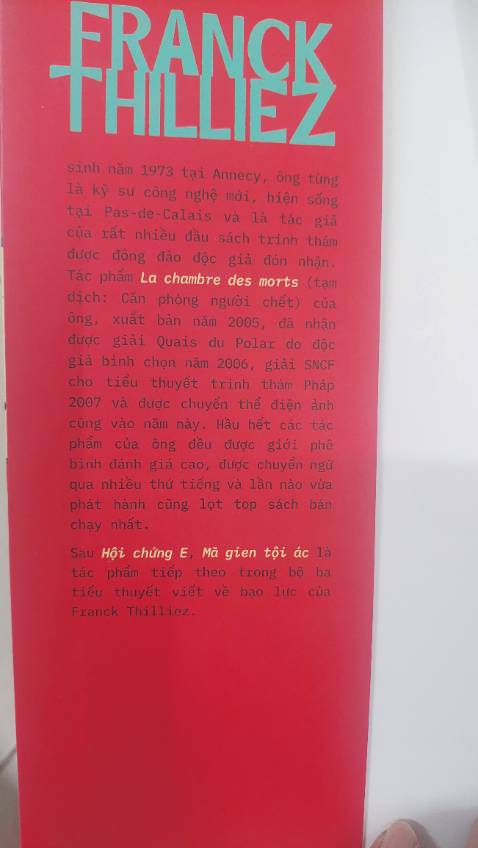 FRANCK
THILLIEZ
sinh năm 1973 tại Annecy, ông từng
là kỹ sư công nghệ mới, hiện sống
tại Pas-de-Calais và là tác giả
của rất nhiều đầu sách trinh thám
được đông đảo độc giả đón nhận.
Tác phẩm La chambre des morts (tạm
dịch: Căn phòng người chết) của
ông, xuất bản năm 2005, đã nhận
được giải Quais du Polar do độc
giả bình chọn năm 2006, giải SNCF
cho tiểu thuyết trinh thám Pháp
2007 và được chuyển thể điện ảnh
cũng vào năm này. Hầu hết các tác
phẩm của ông đều được giới phê
bình đánh giá cao, được chuyển ngữ
qua nhiều thứ tiếng và lần nào vừa
phát hành cũng lọt top sách bán
chạy nhất.
Sau Hội chứng E, Mã gien tội ác là
tác phẩm tiếp theo trong bộ ba
tiểu thuyết viết về bạo lực của
Franck Thilliez.